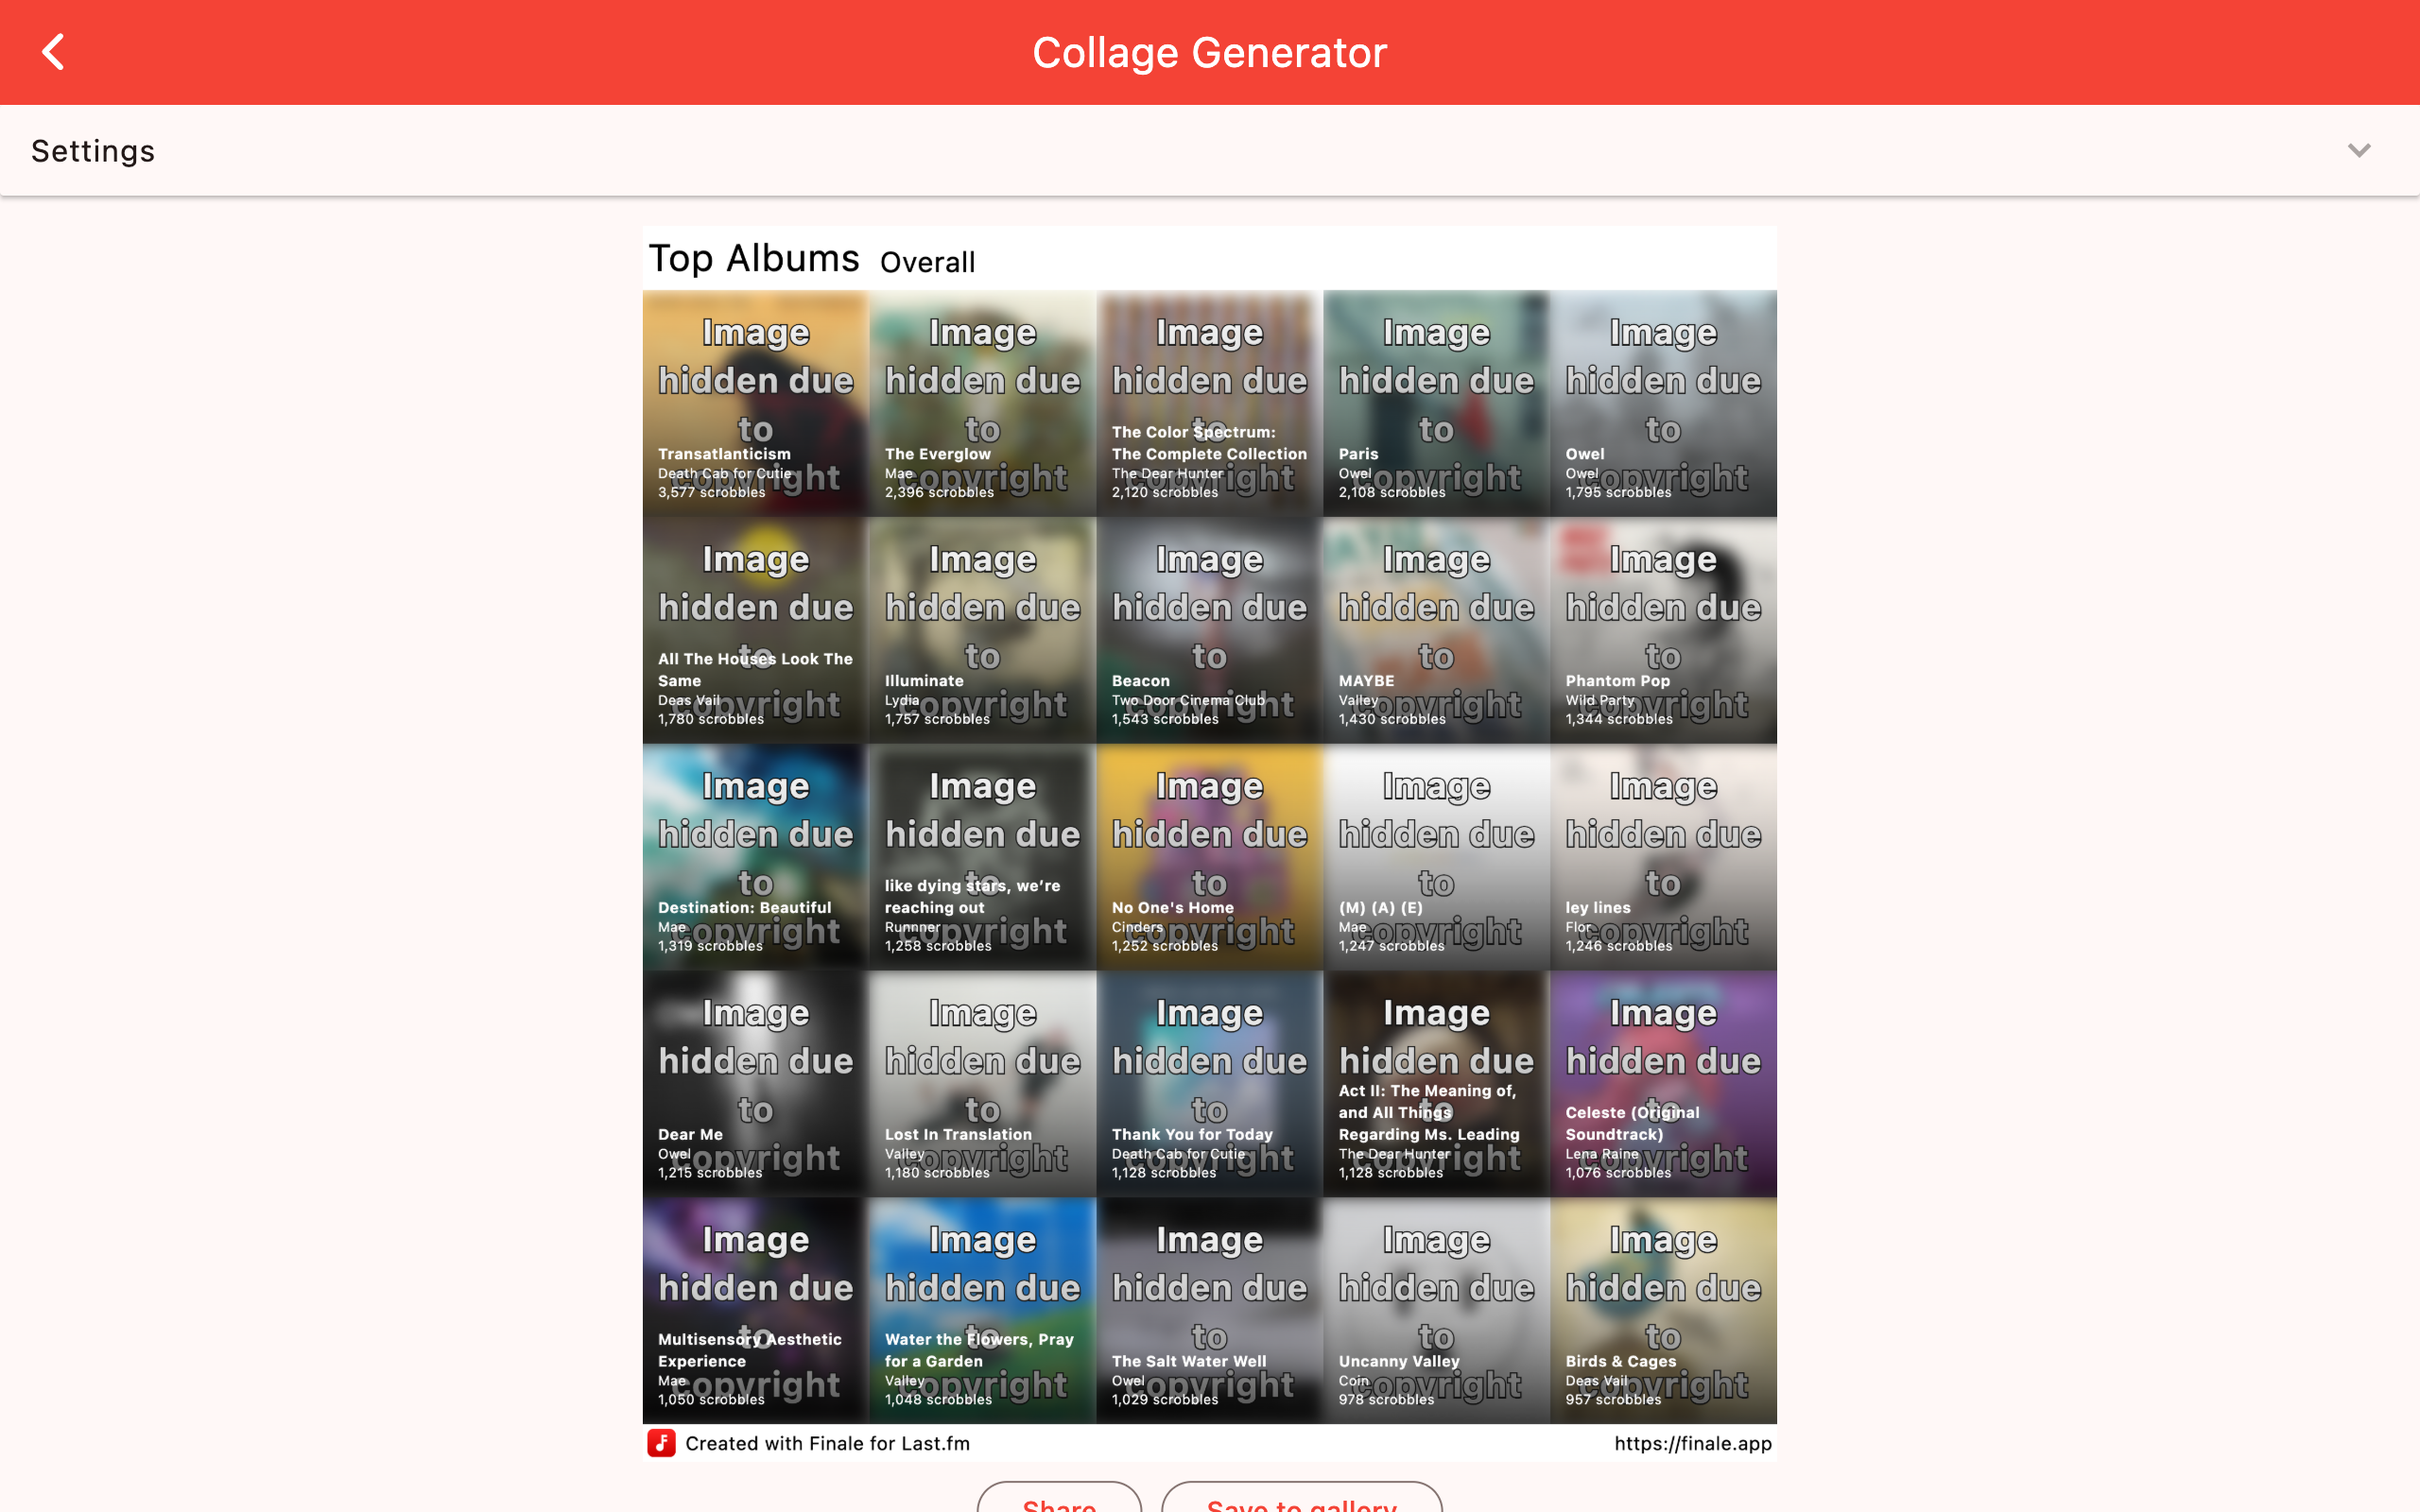 Collage Generator
Settings
Top Albums Overall
Image
hidden due
to
copyright
Transatlanticism
Death Cab for Cutie
3,577 scrobbles
Image
hidden due
to
copyright
The Everglow
Mae
2,396 scrobbles
Image
hidden due
to
copyright
The Color Spectrum:
The Complete Collection
The Dear Hunter
2,120 scrobbles
Image
hidden due
to
copyright
Paris
Owel
2,108 scrobbles
Image
hidden due
to
copyright
Owel
Owel
1,795 scrobbles
Image
hidden due
to
copyright
All The Houses Look The
Same
Deas Vail
1,780 scrobbles
Image
hidden due
to
copyright
Illuminate
Lydia
1,757 scrobbles
Image
hidden due
to
copyright
Beacon
Two Door Cinema Club
1,543 scrobbles
Image
hidden due
to
copyright
MAYBE
Valley
1,430 scrobbles
Image
hidden due
to
copyright
Phantom Pop
Wild Party
1,344 scrobbles
Image
hidden due
to
copyright
Destination: Beautiful
Mae
1,319 scrobbles
Image
hidden due
to
copyright
like dying stars, we’re
reaching out
Runnner
1,258 scrobbles
Image
hidden due
to
copyright
No One's Home
Cinders
1,252 scrobbles
Image
hidden due
to
copyright
(M) (A) (E)
Mae
1,247 scrobbles
Image
hidden due
to
copyright
ley lines
Flor
1,246 scrobbles
Image
hidden due
to
copyright
Dear Me
Owel
1,215 scrobbles
Image
hidden due
to
copyright
Lost In Translation
Valley
1,180 scrobbles
Image
hidden due
to
copyright
Thank You for Today
Death Cab for Cutie
1,128 scrobbles
Image
hidden due
to
copyright
Act II: The Meaning of,
and All Things
Regarding Ms. Leading
The Dear Hunter
1,128 scrobbles
Image
hidden due
to
copyright
Celeste (Original
Soundtrack)
Lena Raine
1,076 scrobbles
Image
hidden due
to
copyright
Multisensory Aesthetic
Experience
Mae
1,050 scrobbles
Image
hidden due
to
copyright
Water the Flowers, Pray
for a Garden
Valley
1,048 scrobbles
Image
hidden due
to
copyright
The Salt Water Well
Owel
1,029 scrobbles
Image
hidden due
to
copyright
Uncanny Valley
Coin
978 scrobbles
Image
hidden due
to
copyright
Birds & Cages
Deas Vail
957 scrobbles
Created with Finale for Last.fm
https://finale.app
Share
Save to gallery